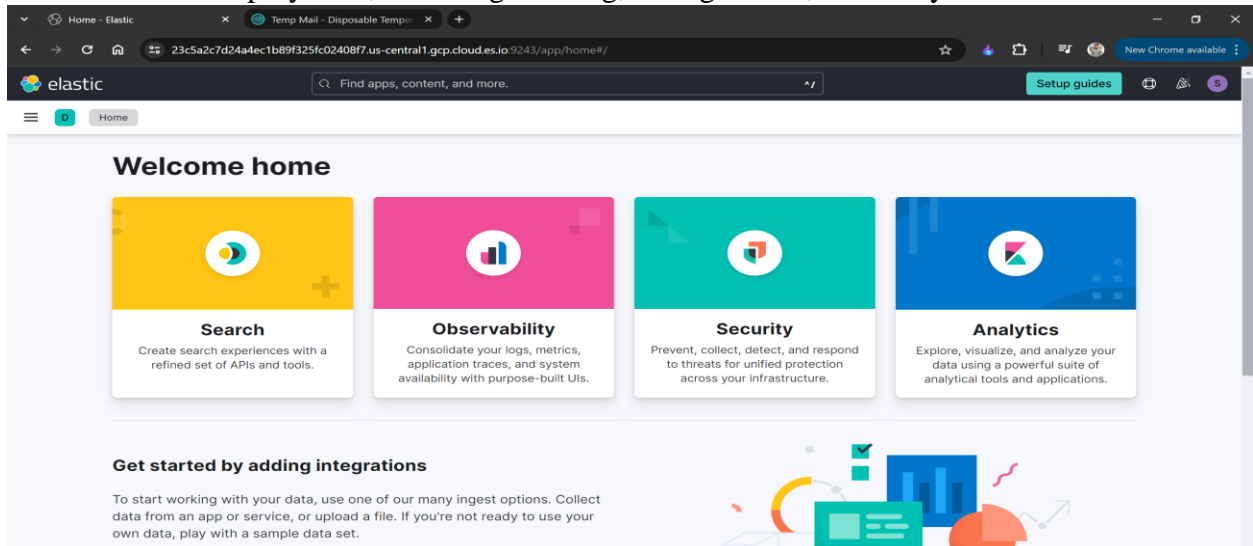 Home - Elastic
Temp Mail - Disposable Tempor
23c5a2c7d24a4ec1b89f325fc02408f7.us-central1.gcp.cloud.es.io:9243/app/home#/
New Chrome available
elastic
Find apps, content, and more.
^/
Setup guides
S
D
Home
Welcome home
Search
Create search experiences with a
refined set of APIs and tools.
Observability
Consolidate your logs, metrics,
application traces, and system
availability with purpose-built UIs.
Security
Prevent, collect, detect, and respond
to threats for unified protection
across your infrastructure.
Analytics
Explore, visualize, and analyze your
data using a powerful suite of
analytical tools and applications.
Get started by adding integrations
To start working with your data, use one of our many ingest options. Collect
data from an app or service, or upload a file. If you're not ready to use your
own data, play with a sample data set.